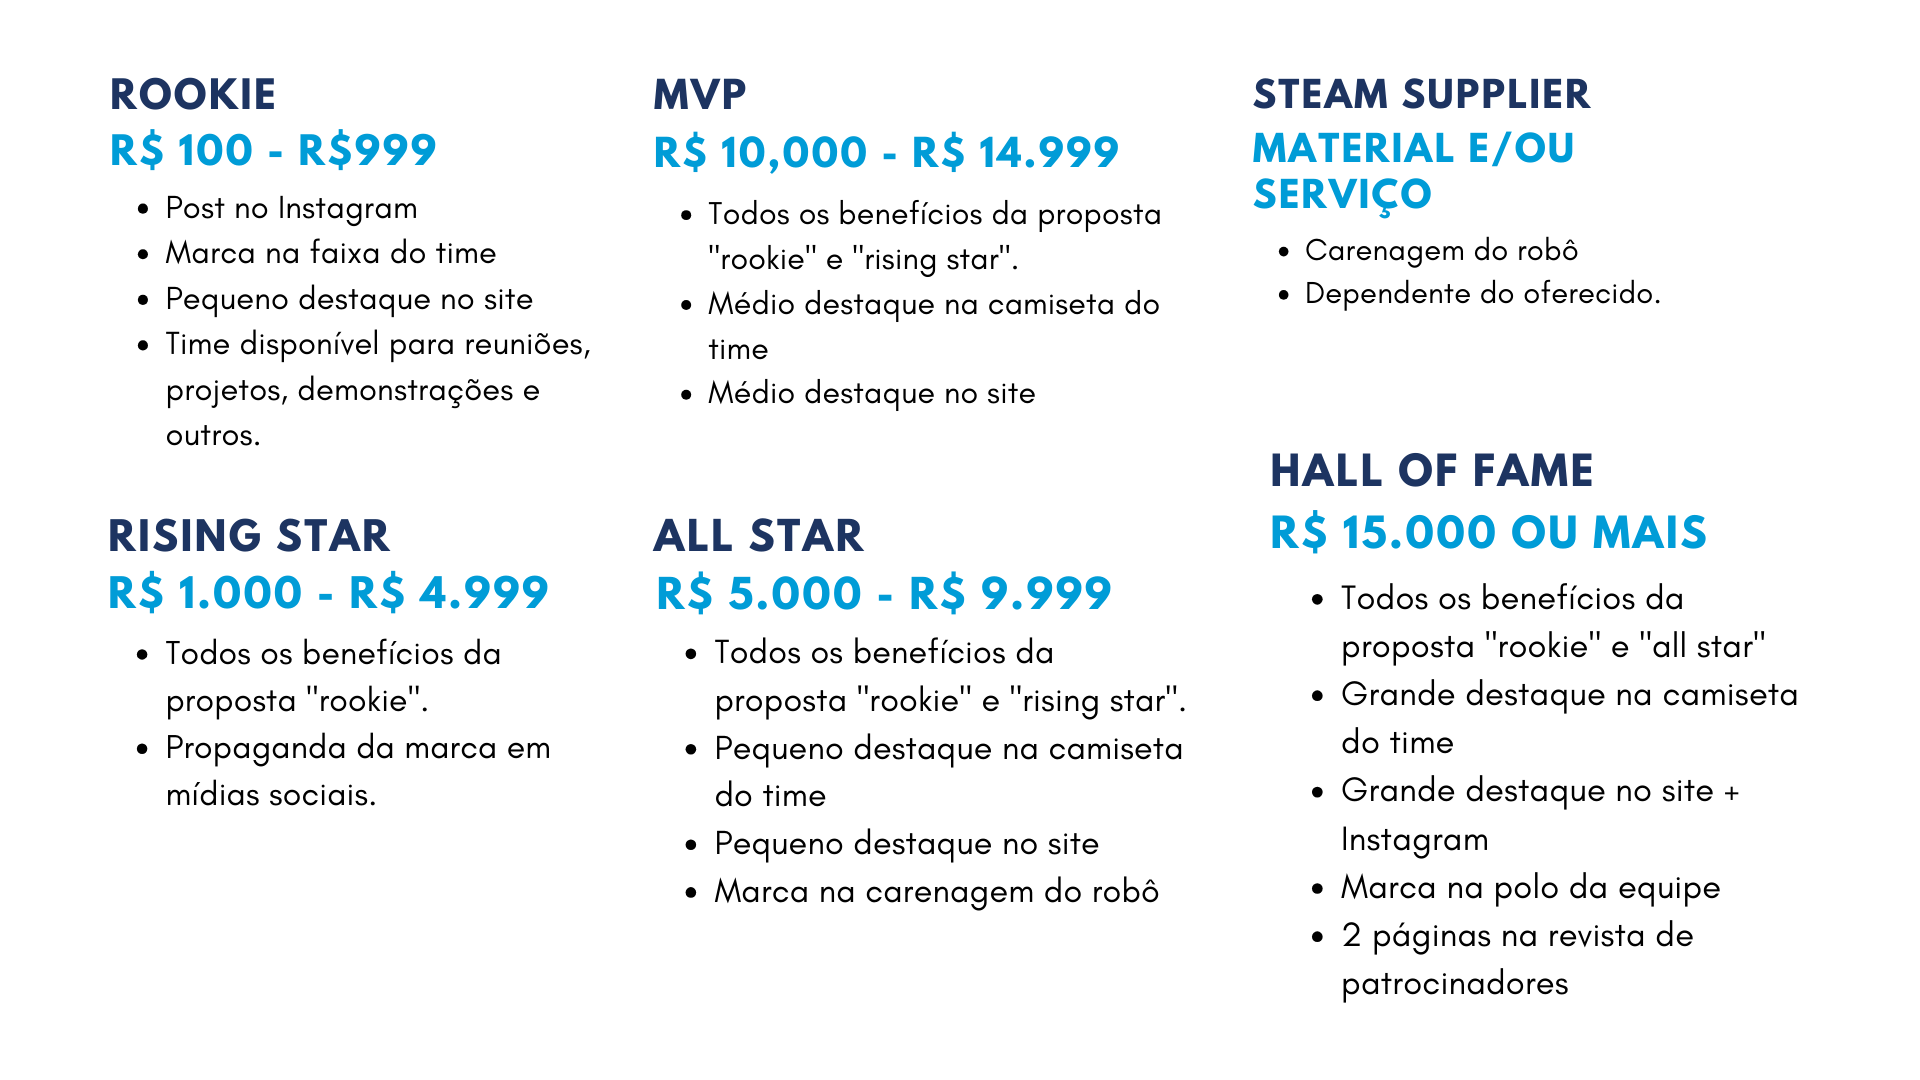 ROOKIE
R$ 100 - R$999
• Post no Instagram
• Marca na faixa do time
• Pequeno destaque no site
• Time disponível para reuniões,
projetos, demonstrações e
outros.
RISING STAR
R$ 1.000 - R$ 4.999
• Todos os benefícios da
proposta "rookie".
• Propaganda da marca em
mídias sociais.
MVP
R$ 10,000 - R$ 14.999
• Todos os benefícios da proposta
"rookie" e "rising star".
• Médio destaque na camiseta do
time
• Médio destaque no site
ALL STAR
R$ 5.000 - R$ 9.999
• Todos os benefícios da
proposta "rookie" e "rising star".
• Pequeno destaque na camiseta
do time
• Pequeno destaque no site
• Marca na carenagem do robô
STEAM SUPPLIER
MATERIAL E/OU
SERVIÇO
• Carenagem do robô
• Dependente do oferecido.
HALL OF FAME
R$ 15.000 OU MAIS
• Todos os benefícios da
proposta "rookie" e "all star"
• Grande destaque na camiseta
do time
• Grande destaque no site +
Instagram
• Marca na polo da equipe
• 2 páginas na revista de
patrocinadores